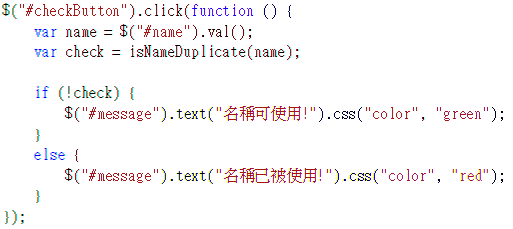 $("#checkButton").click(function () {
    var name = $("#name").val();
    var check = isNameDuplicate(name);

    if (!check) {
        $("#message").text("名稱可使用!").css("color", "green");
    }
    else {
        $("#message").text("名稱已被使用!").css("color", "red");
    }
});